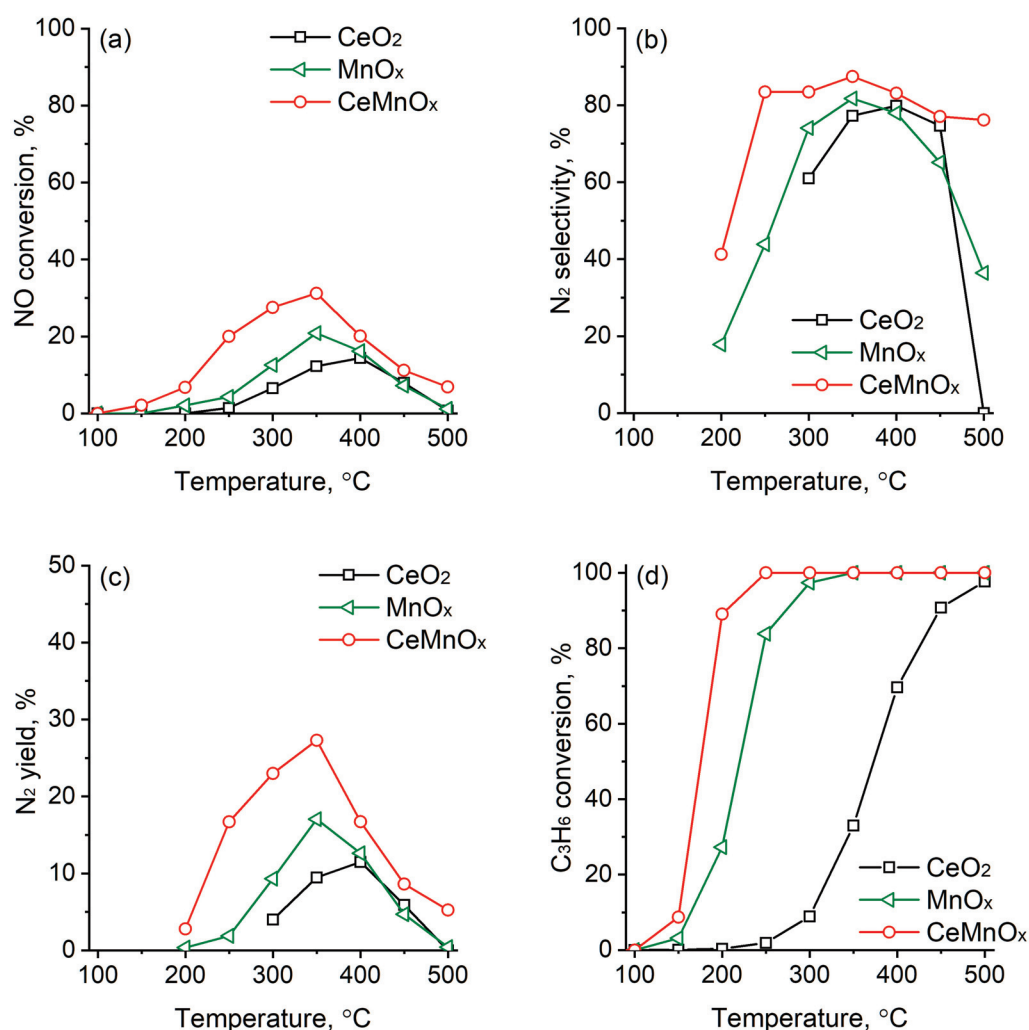 (a)
CeO₂
MnOₓ
CeMnOₓ
NO conversion, %
100
80
60
40
20
0
100 200 300 400 500
Temperature, °C
(b)
CeO₂
MnOₓ
CeMnOₓ
N₂ selectivity, %
100
80
60
40
20
0
100 200 300 400 500
Temperature, °C
(c)
CeO₂
MnOₓ
CeMnOₓ
N₂ yield, %
50
40
30
20
10
0
100 200 300 400 500
Temperature, °C
(d)
CeO₂
MnOₓ
CeMnOₓ
C₃H₆ conversion, %
100
80
60
40
20
0
100 200 300 400 500
Temperature, °C